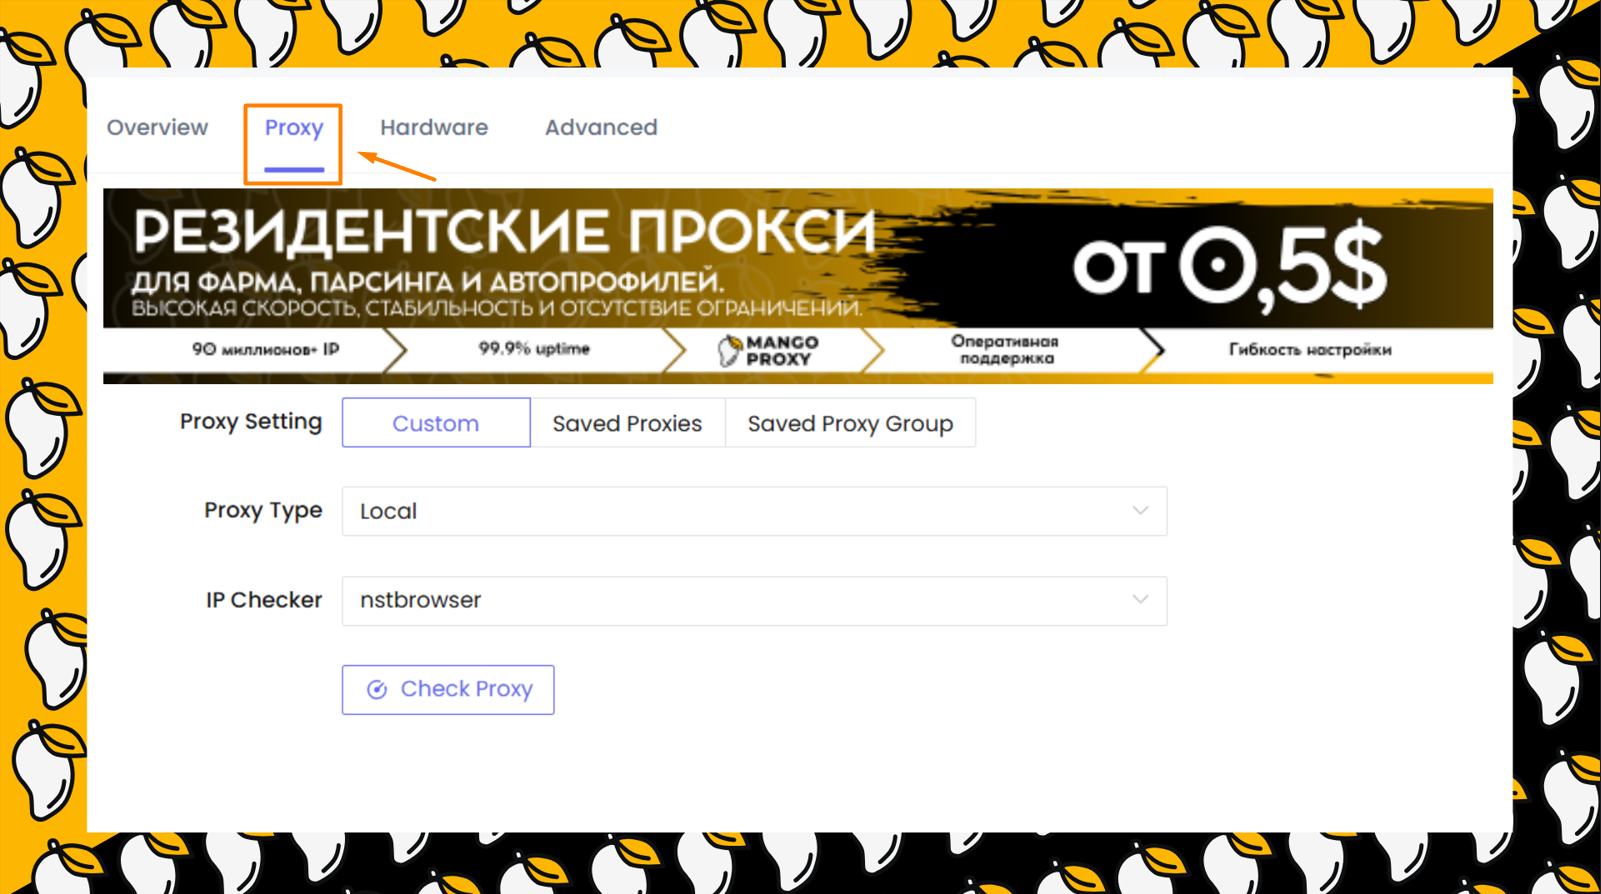 Overview Proxy Hardware Advanced
РЕЗИДЕНТСКИЕ ПРОКСИ
ДЛЯ ФАРМА, ПАРСИНГА И АВТОПРОФИЛЕЙ.
ВЫСОКАЯ СКОРОСТЬ, СТАБИЛЬНОСТЬ И ОТСУТСТВИЕ ОГРАНИЧЕНИЙ.
от 0,5$
90 миллионов+ IP
99.9% uptime
MANGO
PROXY
Оперативная
поддержка
Гибкость настройки
Proxy Setting Custom Saved Proxies Saved Proxy Group
Proxy Type Local
IP Checker nstbrowser
Check Proxy